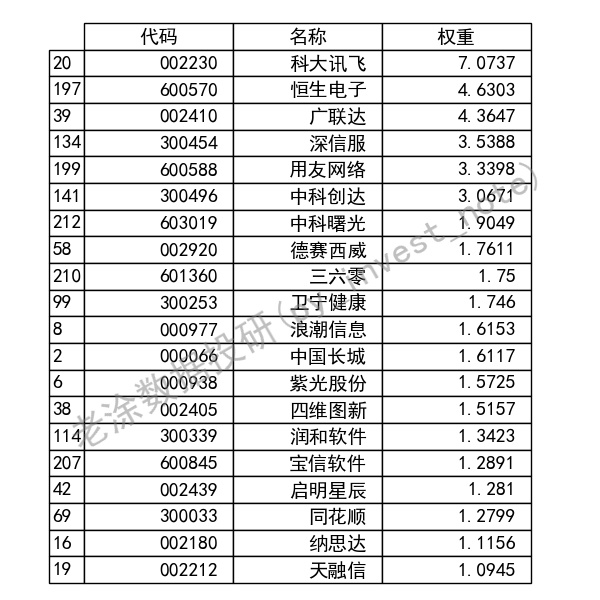 代码 名称 权重
20 002230 科大讯飞 7.0737
197 600570 恒生电子 4.6303
39 002410 广联达 4.3647
134 300454 深信服 3.5388
199 600588 用友网络 3.3398
141 300496 中科创达 3.0671
212 603019 中科曙光 1.9049
58 002920 德赛西威 1.7611
210 601360 三六零 1.75
99 300253 卫宁健康 1.746
8 000977 浪潮信息 1.6153
2 000066 中国长城 1.6117
6 000938 紫光股份 1.5725
38 002405 四维图新 1.5157
114 300339 润和软件 1.3423
207 600845 宝信软件 1.2891
42 002439 启明星辰 1.281
69 300033 同花顺 1.2799
16 002180 纳思达 1.1156
19 002212 天融信 1.0945
老涂数据投研(py_invest_note)